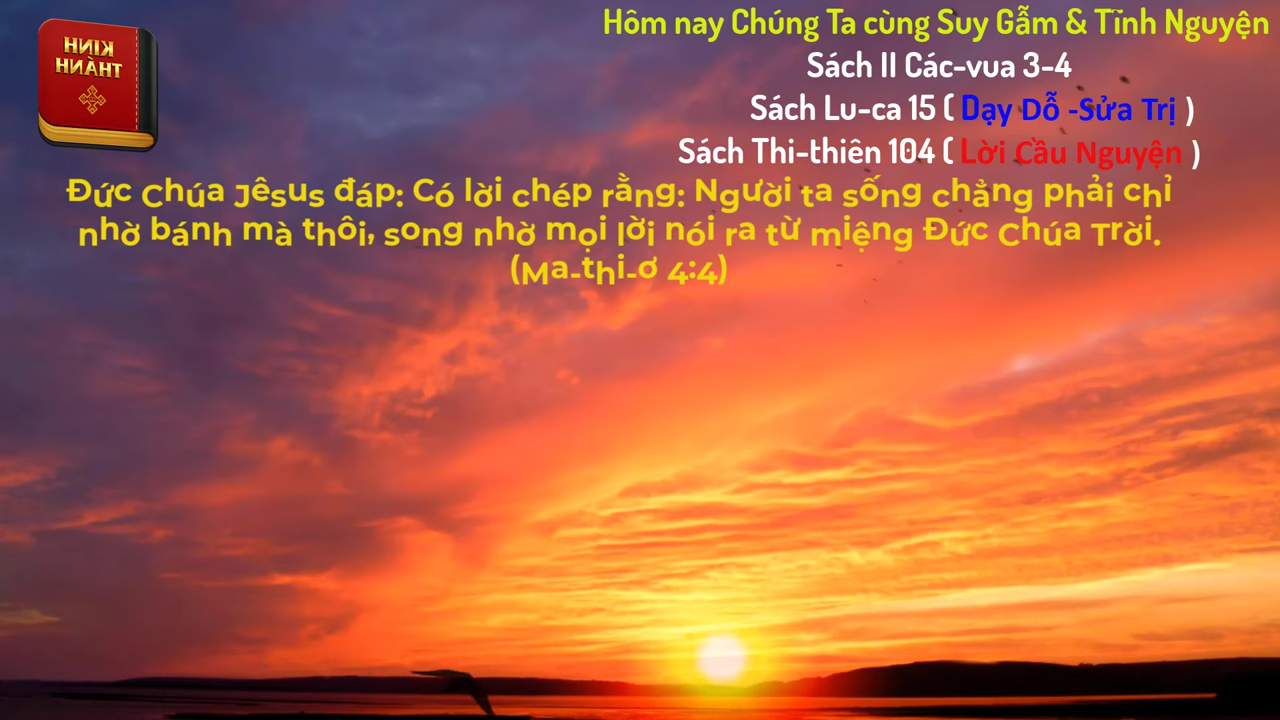 KINH
THÀNH
Hôm nay Chúng Ta cùng Suy Gẫm & Tĩnh Nguyện
Sách II Các-vua 3-4
Sách Lu-ca 15 ( Dạy Dỗ -Sửa Trị )
Sách Thi-thiên 104 ( Lời Cầu Nguyện )
Đức Chúa Jêsus đáp: Có lời chép rằng: Người ta sống chẳng phải chỉ
nhờ bánh mà thôi, song nhờ mọi lời nói ra từ miệng Đức Chúa Trời.
(Ma-thi-ơ 4:4)